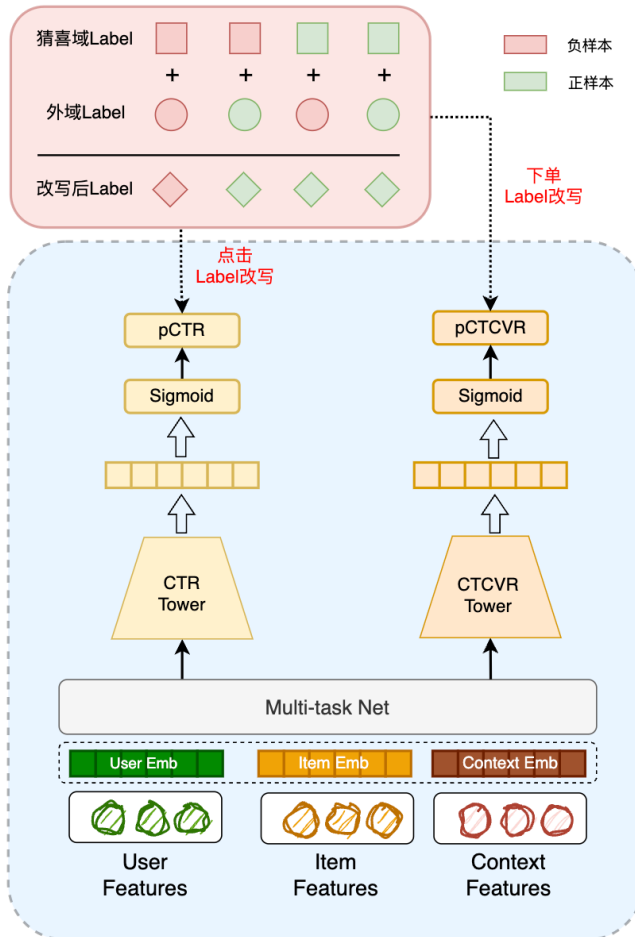 猜喜域Label
+ + + +
外域Label
改写后Label
负样本
正样本
下单
Label改写
点击
Label改写
pCTR
pCTCVR
Sigmoid
Sigmoid
CTR
Tower
CTCVR
Tower
Multi-task Net
User Emb
Item Emb
Context Emb
User
Features
Item
Features
Context
Features